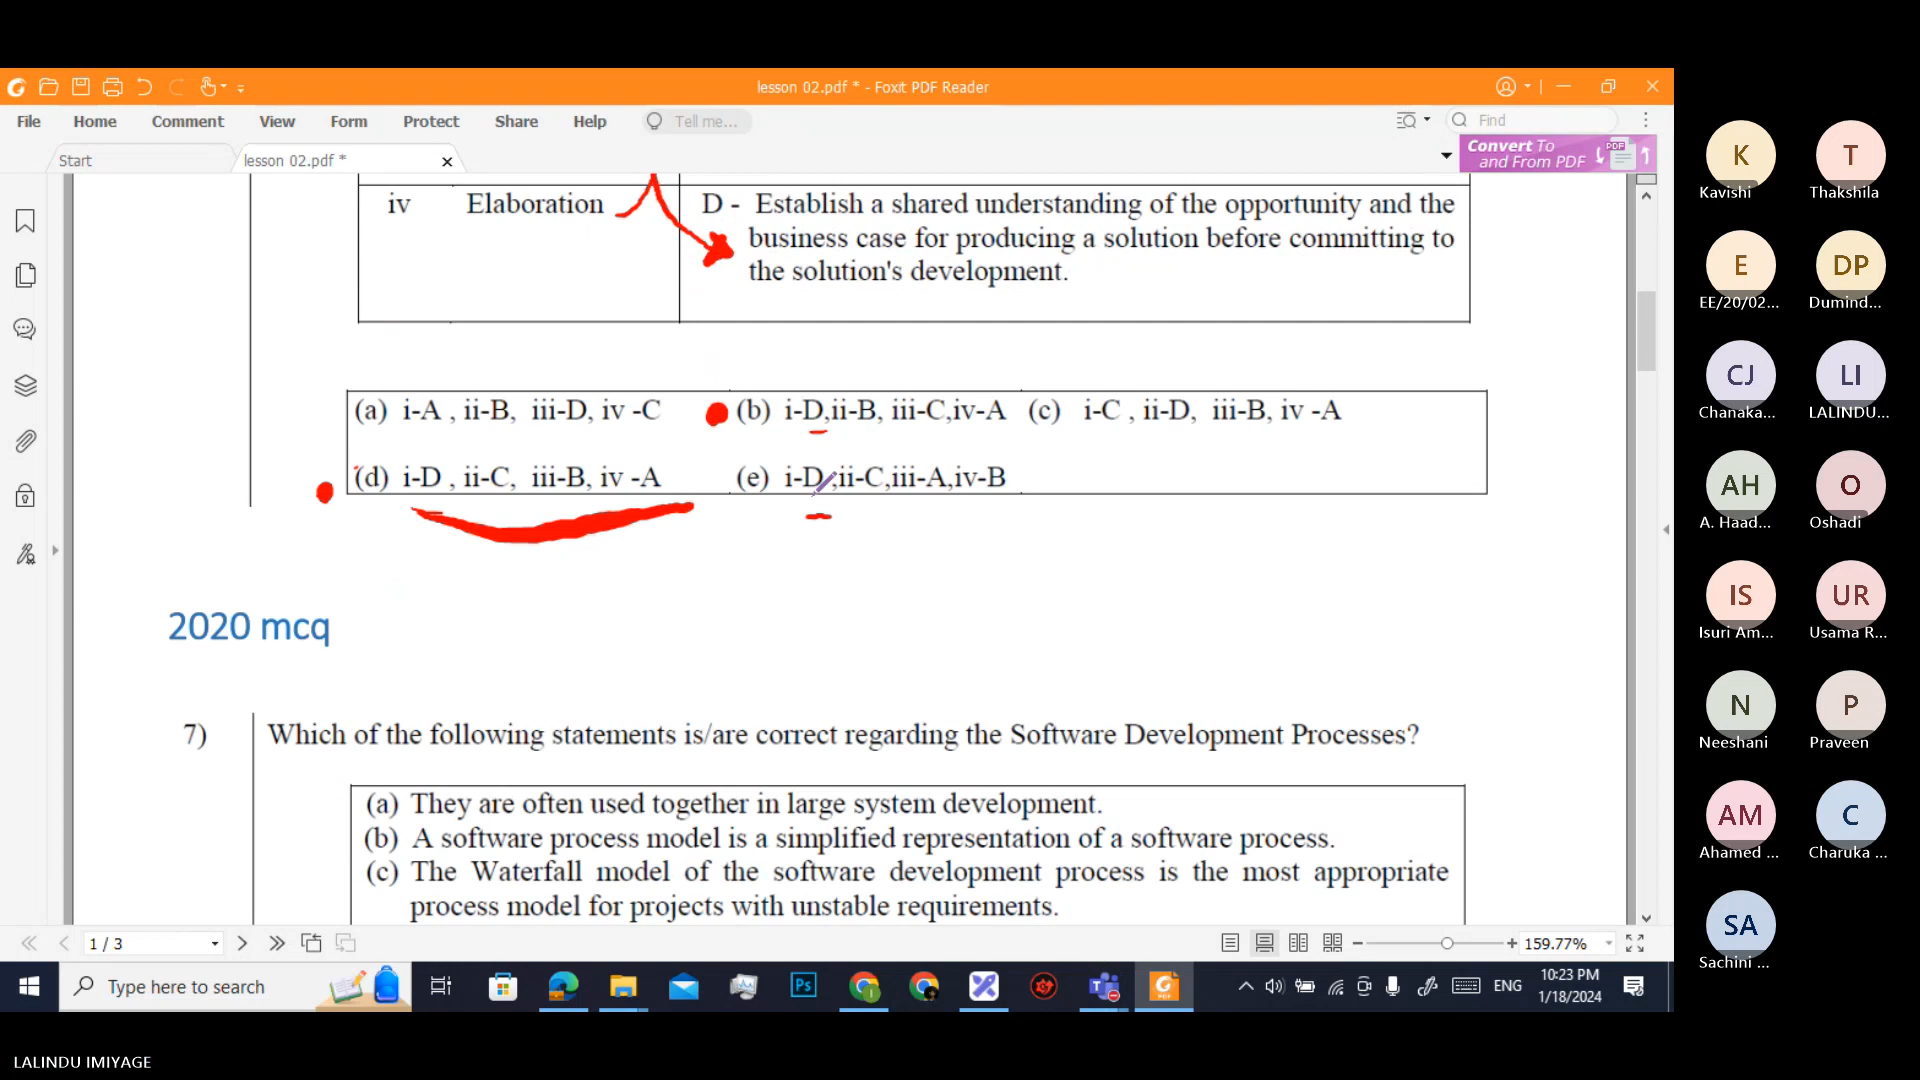 lesson 02.pdf * - Foxit PDF Reader
File Home Comment View Form Protect Share Help Tell me... Find
Convert To and From PDF
Start lesson 02.pdf *
iv Elaboration D - Establish a shared understanding of the opportunity and the
business case for producing a solution before committing to
the solution's development.
(a) i-A , ii-B, iii-D, iv -C (b) i-D,ii-B, iii-C,iv-A (c) i-C , ii-D, iii-B, iv -A
(d) i-D , ii-C, iii-B, iv -A (e) i-D,ii-C,iii-A,iv-B
2020 mcq
7) Which of the following statements is/are correct regarding the Software Development Processes?
(a) They are often used together in large system development.
(b) A software process model is a simplified representation of a software process.
(c) The Waterfall model of the software development process is the most appropriate
process model for projects with unstable requirements.
1 / 3 159.77%
Type here to search Ps ENG 10:23 PM
1/18/2024
K T
Kavishi Thakshila
E DP
EE/20/02... Dumind...
CJ LI
Chanaka... LALINDU...
AH O
A. Haad... Oshadi
IS UR
Isuri Am... Usama R...
N P
Neeshani Praveen
AM C
Ahamed ... Charuka ...
SA
Sachini ...
LALINDU IMIYAGE